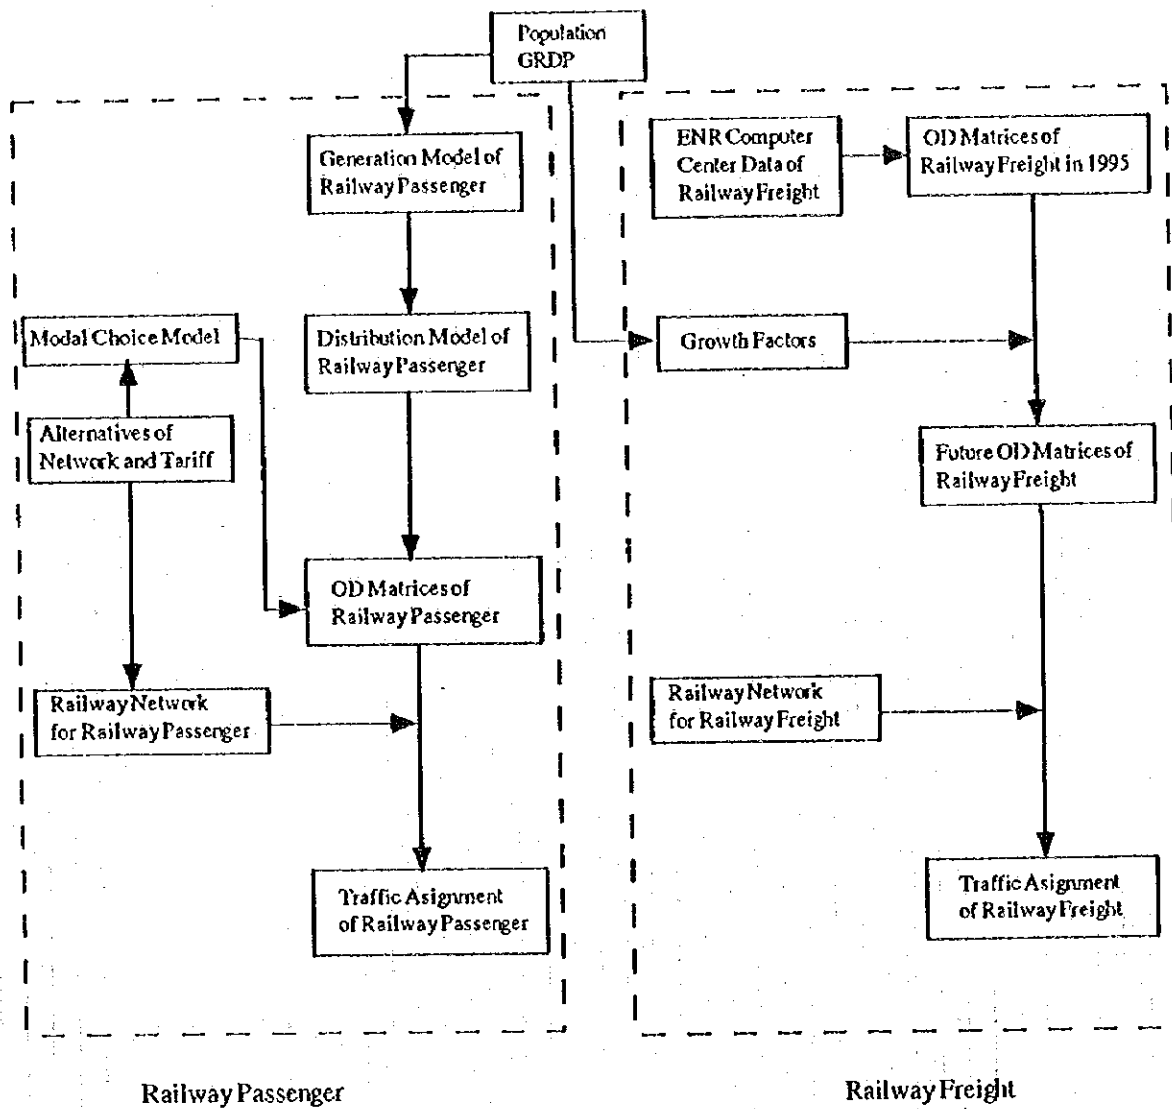 Population
GRDP
Generation Model of
Railway Passenger
ENR Computer
Center Data of
Railway Freight
OD Matrices of
Railway Freight in 1995
Modal Choice Model
Distribution Model of
Railway Passenger
Growth Factors
Alternatives of
Network and Tariff
Future OD Matrices of
Railway Freight
OD Matrices of
Railway Passenger
Railway Network
for Railway Passenger
Railway Network
for Railway Freight
Traffic Asignment
of Railway Passenger
Traffic Asignment
of Railway Freight
Railway Passenger
Railway Freight